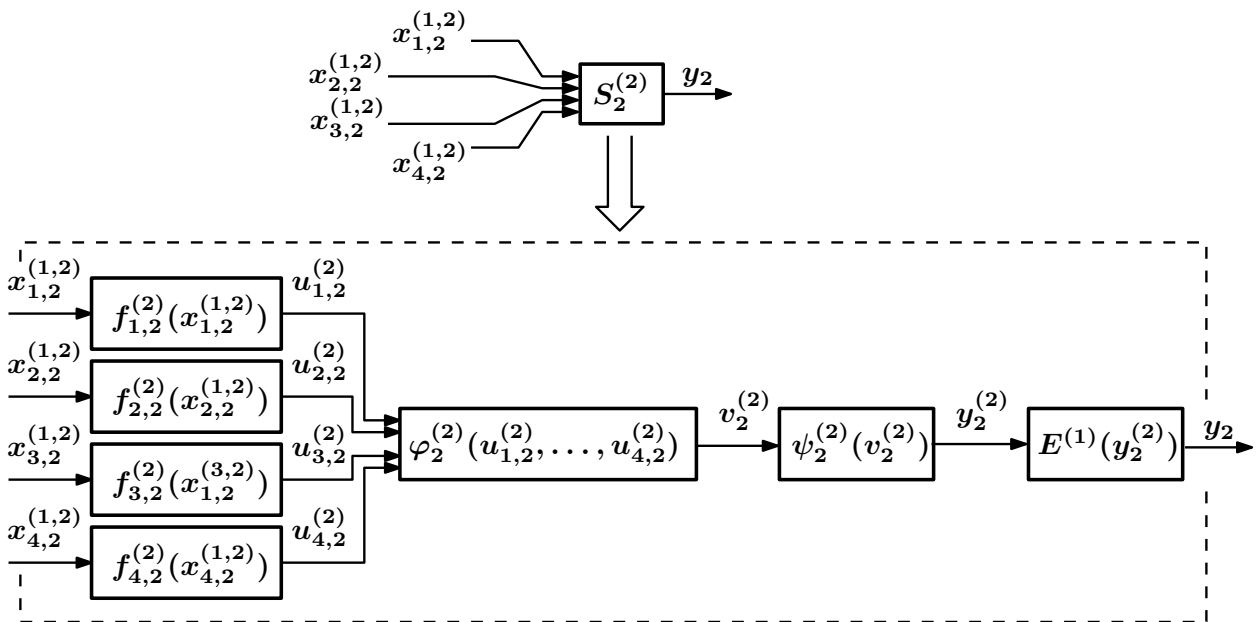 x_{1,2}^{(1,2)}
x_{2,2}^{(1,2)}
x_{3,2}^{(1,2)}
x_{4,2}^{(1,2)}
S_2^{(2)}
y_2
x_{1,2}^{(1,2)}
f_{1,2}^{(2)}(x_{1,2}^{(1,2)})
u_{1,2}^{(2)}
x_{2,2}^{(1,2)}
f_{2,2}^{(2)}(x_{2,2}^{(1,2)})
u_{2,2}^{(2)}
x_{3,2}^{(1,2)}
f_{3,2}^{(2)}(x_{1,2}^{(3,2)})
u_{3,2}^{(2)}
x_{4,2}^{(1,2)}
f_{4,2}^{(2)}(x_{4,2}^{(1,2)})
u_{4,2}^{(2)}
φ_2^{(2)}(u_{1,2}^{(2)}, . . . , u_{4,2}^{(2)})
v_2^{(2)}
ψ_2^{(2)}(v_2^{(2)})
y_2^{(2)}
E^{(1)}(y_2^{(2)})
y_2